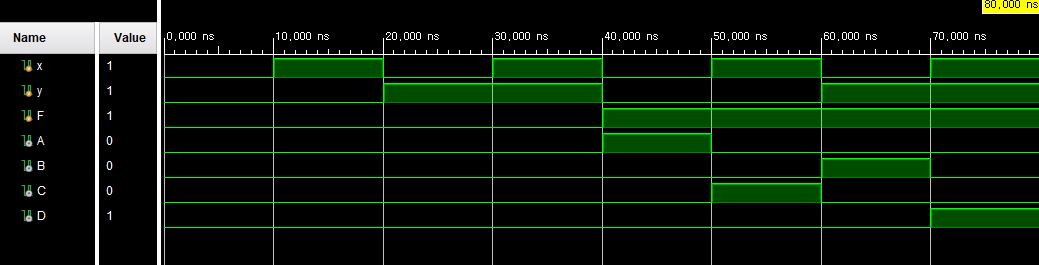 80,000 ns
Name Value 0,000 ns 10,000 ns 20,000 ns 30,000 ns 40,000 ns 50,000 ns 60,000 ns 70,000 ns
x 1
y 1
F 1
A 0
B 0
C 0
D 1